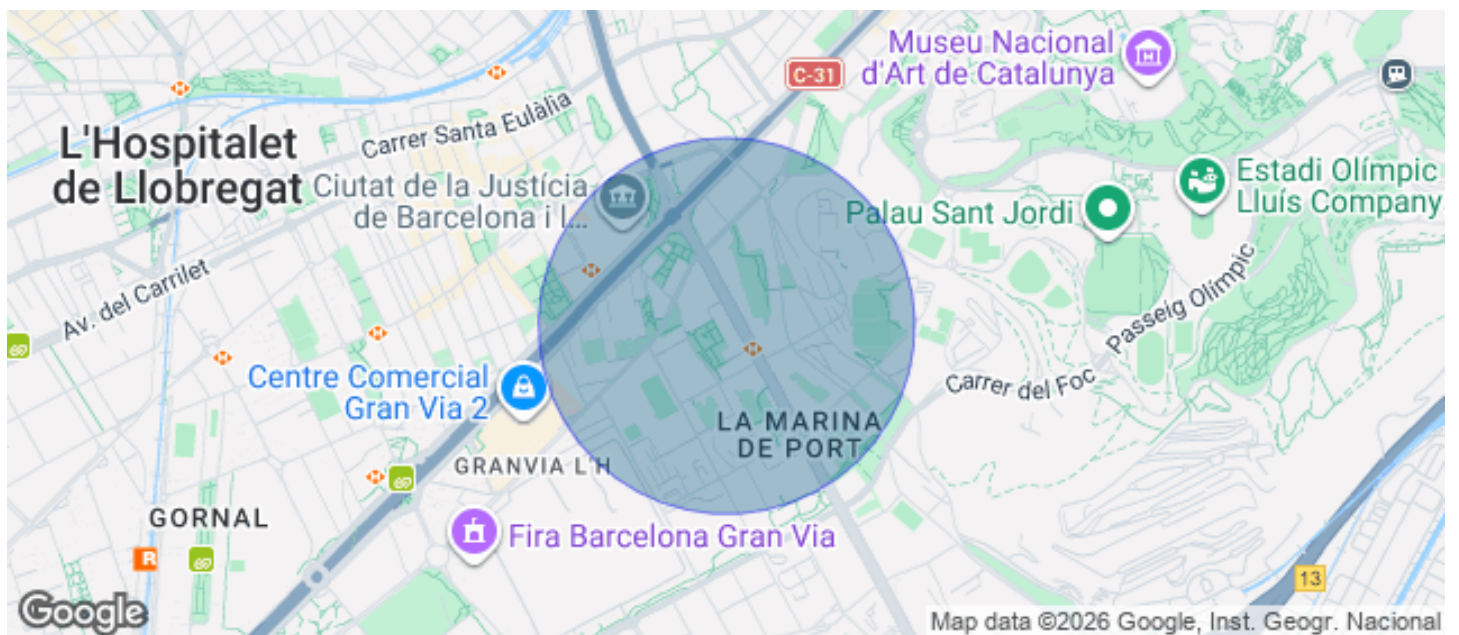 Museu Nacional
d'Art de Catalunya
C-31
Carrer Santa Eulàlia
L'Hospitalet
de Llobregat
Ciutat de la Justícia
de Barcelona i l...
Estadi Olímpic
Lluís Company
Palau Sant Jordi
Av. del Carrilet
Passeig Olímpic
Centre Comercial
Gran Via 2
Carrer del Foc
LA MARINA
DE PORT
GRANVIA L'H
GORNAL
Fira Barcelona Gran Via
R
13
Google
Map data ©2026 Google, Inst. Geogr. Nacional